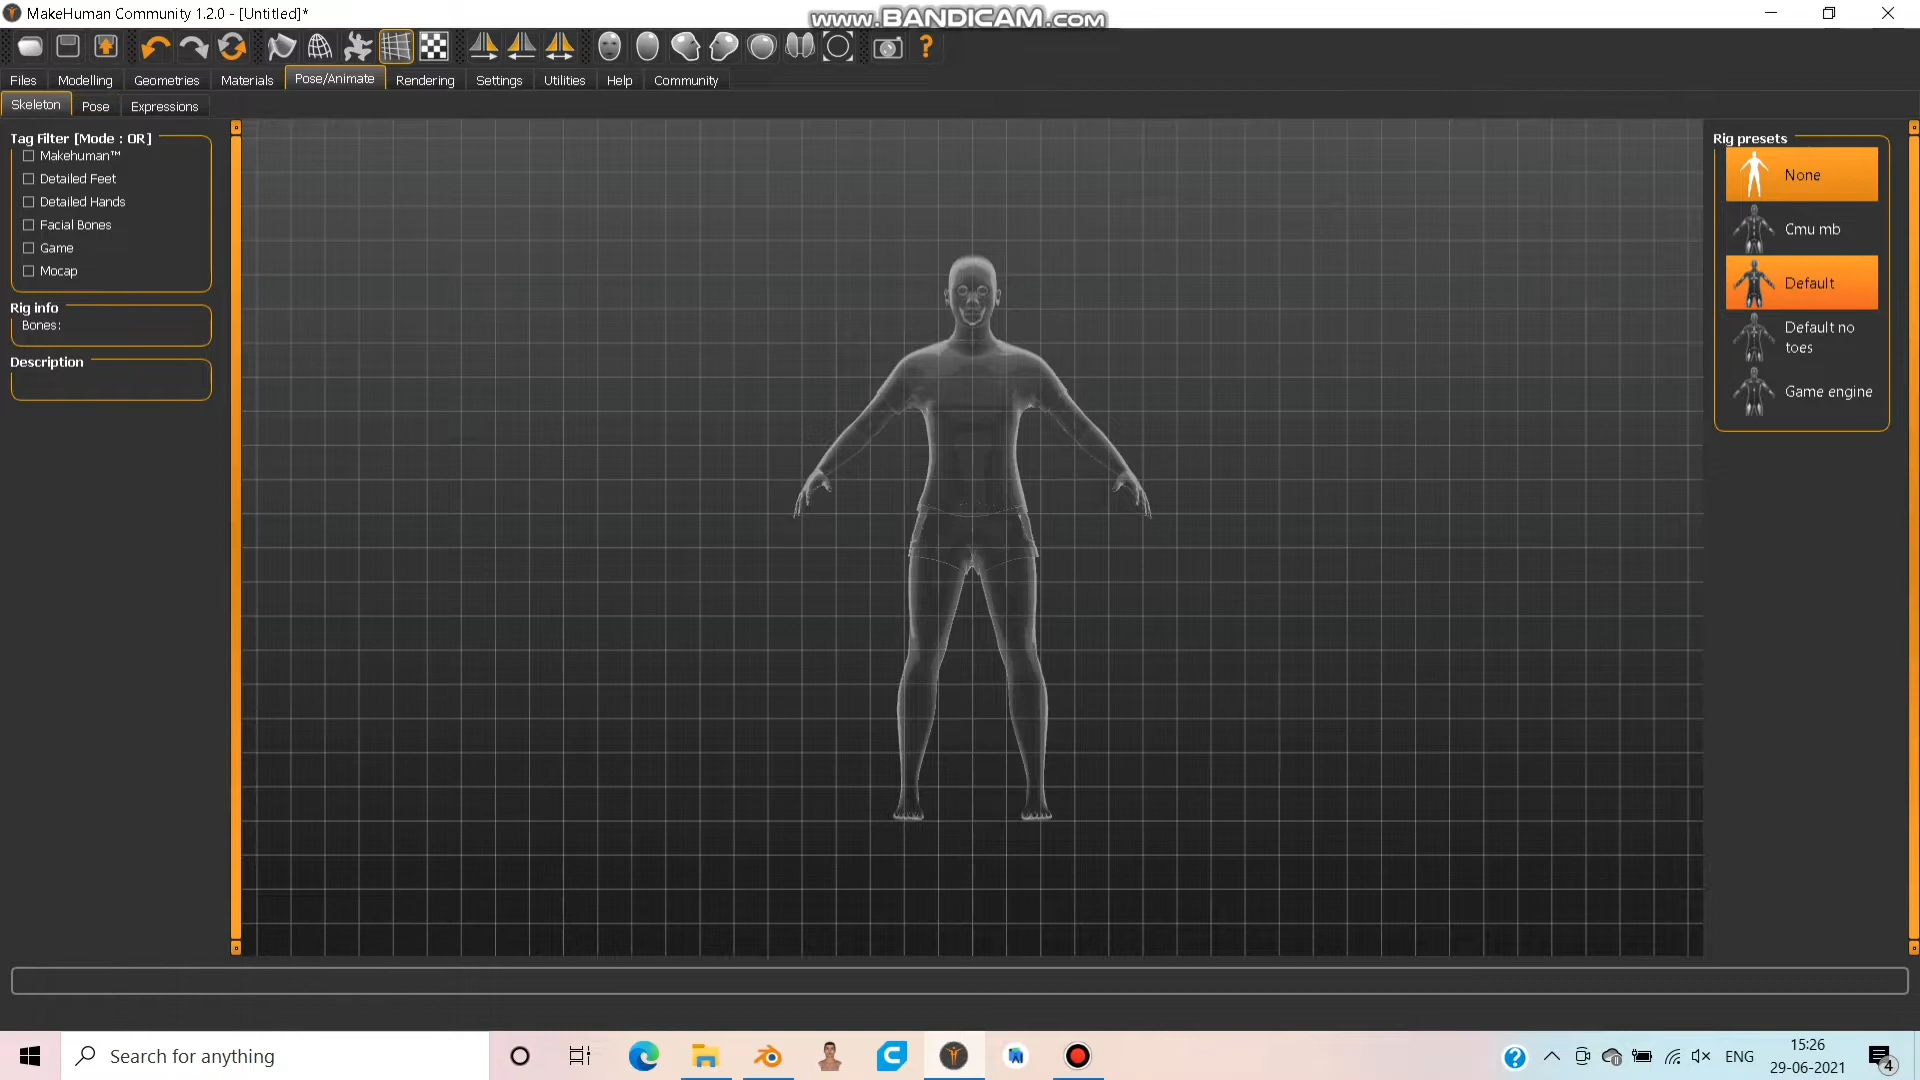 MakeHuman Community 1.2.0 - [Untitled]*
www.BANDICAM.com
Files Modelling Geometries Materials Pose/Animate Rendering Settings Utilities Help Community
Skeleton Pose Expressions
Tag Filter [Mode : OR]
Makehuman™
Detailed Feet
Detailed Hands
Facial Bones
Game
Mocap
Rig info
Bones:
Description
Rig presets
None
Cmu mb
Default
Default no
toes
Game engine
Search for anything
ENG
15:26
29-06-2021
4